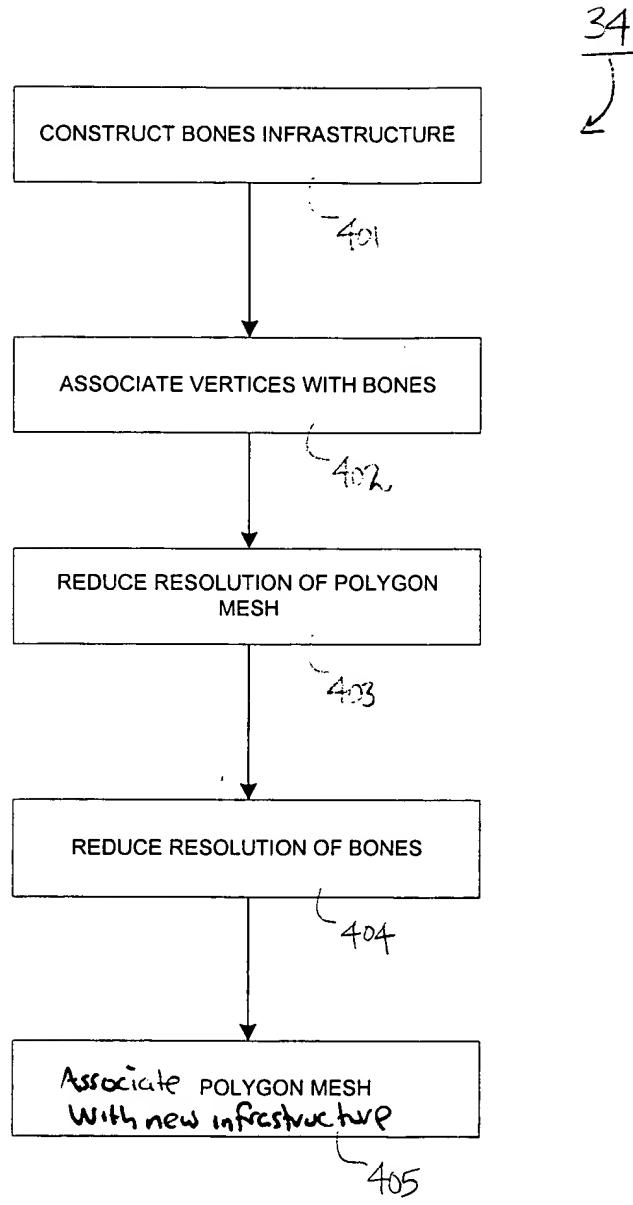 34
CONSTRUCT BONES INFRASTRUCTURE
401
ASSOCIATE VERTICES WITH BONES
402
REDUCE RESOLUTION OF POLYGON
MESH
403
REDUCE RESOLUTION OF BONES
404
Associate POLYGON MESH
With new infrastructure
405